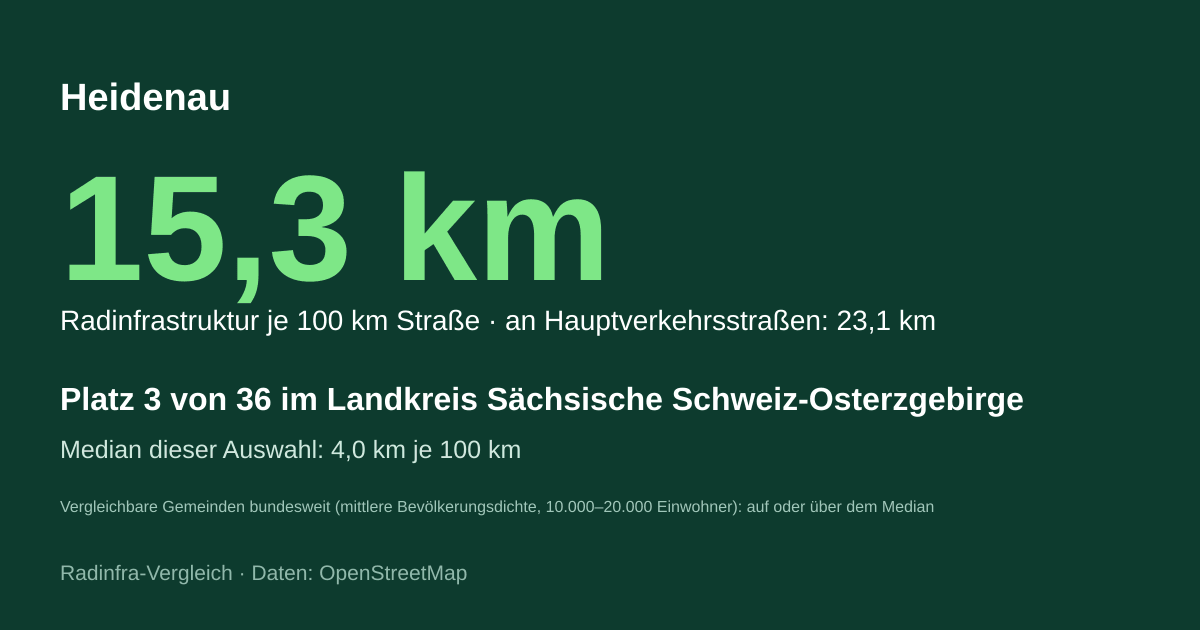 Heidenau
15,3 km
Radinfrastruktur je 100 km Straße · an Hauptverkehrsstraßen: 23,1 km
Platz 3 von 36 im Landkreis Sächsische Schweiz-Osterzgebirge
Median dieser Auswahl: 4,0 km je 100 km
Vergleichbare Gemeinden bundesweit (mittlere Bevölkerungsdichte, 10.000–20.000 Einwohner): auf oder über dem Median
Radinfra-Vergleich · Daten: OpenStreetMap